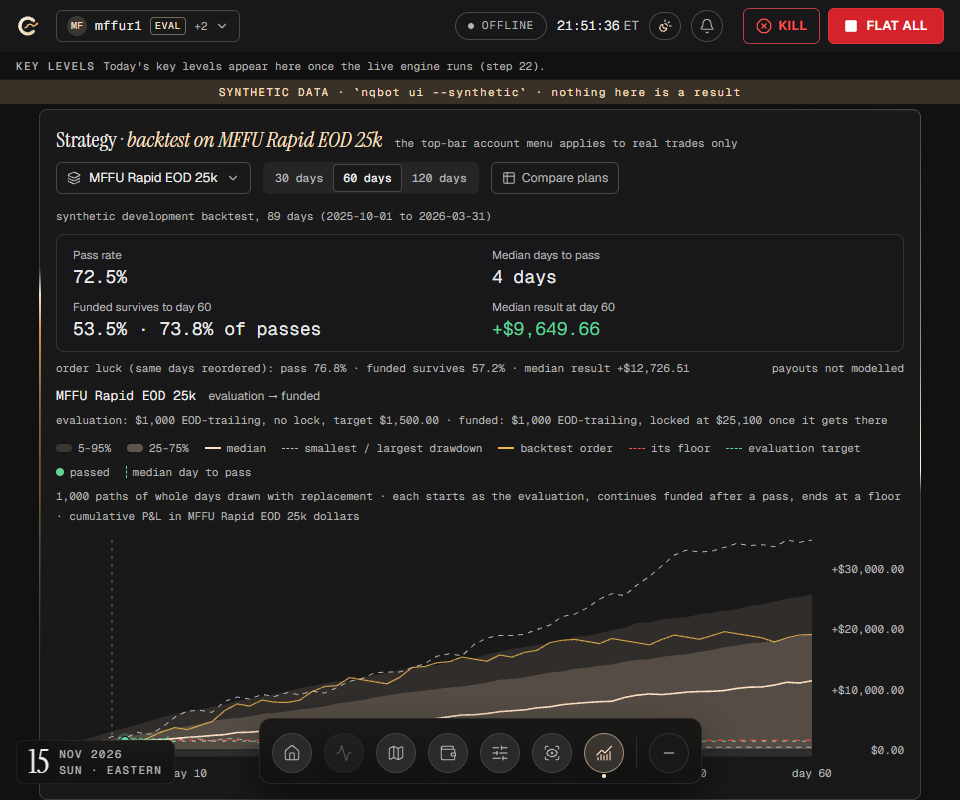 MF mffur1 EVAL +2 OFFLINE 21:51:36 ET KILL FLAT ALL
KEY LEVELS Today's key levels appear here once the live engine runs (step 22).
SYNTHETIC DATA · `nqbot ui --synthetic` · nothing here is a result
Strategy · backtest on MFFU Rapid EOD 25k the top-bar account menu applies to real trades only
MFFU Rapid EOD 25k 30 days 60 days 120 days Compare plans
synthetic development backtest, 89 days (2025-10-01 to 2026-03-31)
Pass rate Median days to pass
72.5% 4 days
Funded survives to day 60 Median result at day 60
53.5% · 73.8% of passes +$9,649.66
order luck (same days reordered): pass 76.8% · funded survives 57.2% · median result +$12,726.51 payouts not modelled
MFFU Rapid EOD 25k evaluation → funded
evaluation: $1,000 EOD-trailing, no lock, target $1,500.00 · funded: $1,000 EOD-trailing, locked at $25,100 once it gets there
5–95% 25–75% median smallest / largest drawdown backtest order its floor evaluation target
passed median day to pass
1,000 paths of whole days drawn with replacement · each starts as the evaluation, continues funded after a pass, ends at a floor
· cumulative P&L in MFFU Rapid EOD 25k dollars
+$30,000.00
+$20,000.00
+$10,000.00
$0.00
15 NOV 2026
SUN · EASTERN
ay 10 0 day 60